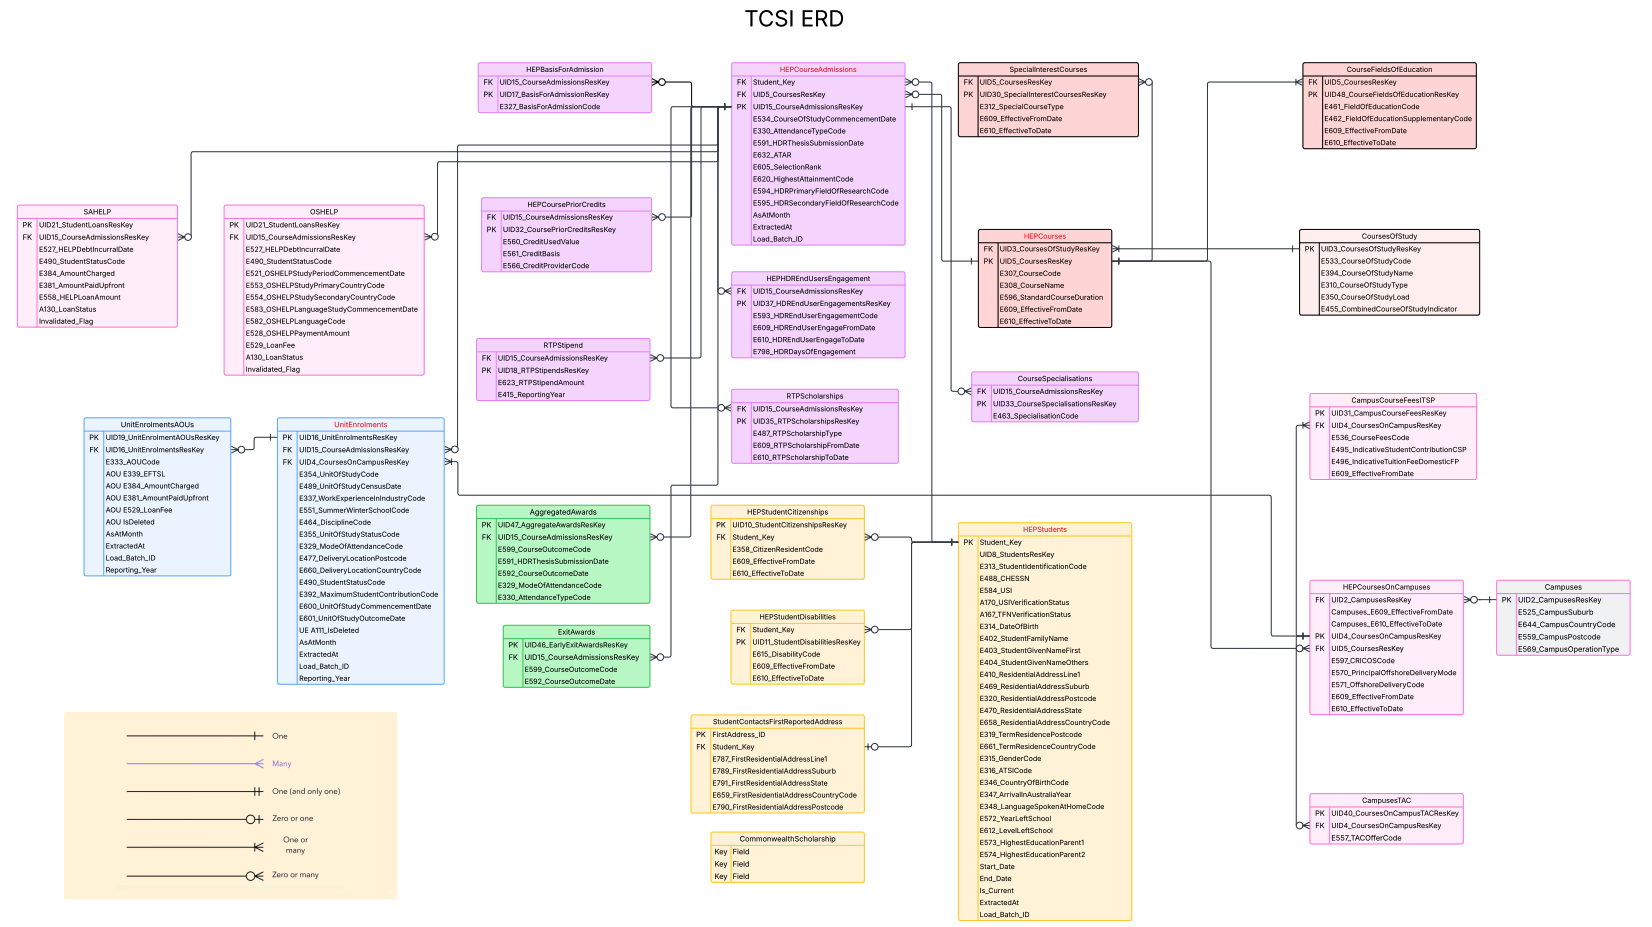 TCSI ERD
HEPBasisForAdmission
FK UID15_CourseAdmissionsResKey
PK UID17_BasisForAdmissionResKey
E327_BasisForAdmissionCode
HEPCourseAdmissions
FK Student_Key
FK UID5_CoursesResKey
PK UID15_CourseAdmissionsResKey
E534_CourseOfStudyCommencementDate
E330_AttendanceTypeCode
E591_HDRThesisSubmissionDate
E632_ATAR
E605_SelectionRank
E620_HighestAttainmentCode
E594_HDRPrimaryFieldOfResearchCode
E595_HDRSecondaryFieldOfResearchCode
AsAtMonth
ExtractedAt
Load_Batch_ID
SpecialInterestCourses
FK UID5_CoursesResKey
PK UID30_SpecialInterestCoursesResKey
E312_SpecialCourseType
E609_EffectiveFromDate
E610_EffectiveToDate
CourseFieldsOfEducation
FK UID5_CoursesResKey
PK UID48_CourseFieldsOfEducationResKey
E461_FieldOfEducationCode
E462_FieldOfEducationSupplementaryCode
E609_EffectiveFromDate
E610_EffectiveToDate
SAHELP
PK UID21_StudentLoansResKey
FK UID15_CourseAdmissionsResKey
E527_HELPDebtIncurralDate
E490_StudentStatusCode
E384_AmountCharged
E381_AmountPaidUpfront
E558_HELPLoanAmount
A130_LoanStatus
Invalidated_Flag
OSHELP
PK UID21_StudentLoansResKey
FK UID15_CourseAdmissionsResKey
E527_HELPDebtIncurralDate
E490_StudentStatusCode
E521_OSHELPStudyPeriodCommencementDate
E553_OSHELPStudyPrimaryCountryCode
E554_OSHELPStudySecondaryCountryCode
E583_OSHELPLanguageStudyCommencementDate
E582_OSHELPLanguageCode
E528_OSHELPPaymentAmount
E529_LoanFee
A130_LoanStatus
Invalidated_Flag
HEPCoursePriorCredits
FK UID15_CourseAdmissionsResKey
PK UID32_CoursePriorCreditsResKey
E560_CreditUsedValue
E561_CreditBasis
E566_CreditProviderCode
HEPHDREndUsersEngagement
FK UID15_CourseAdmissionsResKey
PK UID37_HDREndUserEngagementsResKey
E593_HDREndUserEngagementCode
E609_HDREndUserEngageFromDate
E610_HDREndUserEngageToDate
E798_HDRDaysOfEngagement
HEPCourses
FK UID3_CoursesOfStudyResKey
PK UID5_CoursesResKey
E307_CourseCode
E308_CourseName
E596_StandardCourseDuration
E609_EffectiveFromDate
E610_EffectiveToDate
CoursesOfStudy
PK UID3_CoursesOfStudyResKey
E533_CourseOfStudyCode
E394_CourseOfStudyName
E310_CourseOfStudyType
E350_CourseOfStudyLoad
E455_CombinedCourseOfStudyIndicator
RTPStipend
FK UID15_CourseAdmissionsResKey
PK UID18_RTPStipendsResKey
E623_RTPStipendAmount
E415_ReportingYear
RTPScholarships
FK UID15_CourseAdmissionsResKey
PK UID35_RTPScholarshipsResKey
E487_RTPScholarshipType
E609_RTPScholarshipFromDate
E610_RTPScholarshipToDate
CourseSpecialisations
FK UID15_CourseAdmissionsResKey
PK UID33_CourseSpecialisationsResKey
E463_SpecialisationCode
CampusCourseFeesITSP
PK UID31_CampusCourseFeesResKey
FK UID4_CoursesOnCampusResKey
E536_CourseFeesCode
E495_IndicativeStudentContributionCSP
E496_IndicativeTuitionFeeDomesticFP
E609_EffectiveFromDate
UnitEnrolmentsAOUs
PK UID19_UnitEnrolmentAOUsResKey
FK UID16_UnitEnrolmentsResKey
E333_AOUCode
AOU E339_EFTSL
AOU E384_AmountCharged
AOU E381_AmountPaidUpfront
AOU E529_LoanFee
AOU IsDeleted
AsAtMonth
ExtractedAt
Load_Batch_ID
Reporting_Year
UnitEnrolments
PK UID16_UnitEnrolmentsResKey
FK UID15_CourseAdmissionsResKey
FK UID4_CoursesOnCampusResKey
E354_UnitOfStudyCode
E489_UnitOfStudyCensusDate
E337_WorkExperienceInIndustryCode
E551_SummerWinterSchoolCode
E464_DisciplineCode
E355_UnitOfStudyStatusCode
E329_ModeOfAttendanceCode
E477_DeliveryLocationPostcode
E660_DeliveryLocationCountryCode
E490_StudentStatusCode
E392_MaximumStudentContributionCode
E600_UnitOfStudyCommencementDate
E601_UnitOfStudyOutcomeDate
UE A111_IsDeleted
AsAtMonth
ExtractedAt
Load_Batch_ID
Reporting_Year
AggregatedAwards
PK UID47_AggregateAwardsResKey
FK UID15_CourseAdmissionsResKey
E599_CourseOutcomeCode
E591_HDRThesisSubmissionDate
E592_CourseOutcomeDate
E329_ModeOfAttendanceCode
E330_AttendanceTypeCode
ExitAwards
PK UID46_EarlyExitAwardsResKey
FK UID15_CourseAdmissionsResKey
E599_CourseOutcomeCode
E592_CourseOutcomeDate
HEPStudentCitizenships
PK UID10_StudentCitizenshipsResKey
FK Student_Key
E358_CitizenResidentCode
E609_EffectiveFromDate
E610_EffectiveToDate
HEPStudentDisabilities
FK Student_Key
PK UID11_StudentDisabilitiesResKey
E615_DisabilityCode
E609_EffectiveFromDate
E610_EffectiveToDate
StudentContactsFirstReportedAddress
PK FirstAddress_ID
FK Student_Key
E787_FirstResidentialAddressLine1
E789_FirstResidentialAddressSuburb
E791_FirstResidentialAddressState
E659_FirstResidentialAddressCountryCode
E790_FirstResidentialAddressPostcode
CommonwealthScholarship
Key Field
Key Field
Key Field
HEPStudents
PK Student_Key
UID8_StudentsResKey
E313_StudentIdentificationCode
E488_CHESSN
E584_USI
A170_USIVerificationStatus
A167_TFNVerificationStatus
E314_DateOfBirth
E402_StudentFamilyName
E403_StudentGivenNameFirst
E404_StudentGivenNameOthers
E410_ResidentialAddressLine1
E469_ResidentialAddressSuburb
E320_ResidentialAddressPostcode
E470_ResidentialAddressState
E658_ResidentialAddressCountryCode
E319_TermResidencePostcode
E661_TermResidenceCountryCode
E315_GenderCode
E316_ATSICode
E346_CountryOfBirthCode
E347_ArrivalInAustraliaYear
E348_LanguageSpokenAtHomeCode
E572_YearLeftSchool
E612_LevelLeftSchool
E573_HighestEducationParent1
E574_HighestEducationParent2
Start_Date
End_Date
Is_Current
ExtractedAt
Load_Batch_ID
HEPCoursesOnCampuses
FK UID2_CampusesResKey
Campuses_E609_EffectiveFromDate
Campuses_E610_EffectiveToDate
PK UID4_CoursesOnCampusResKey
FK UID5_CoursesResKey
E597_CRICOSCode
E570_PrincipalOffshoreDeliveryMode
E571_OffshoreDeliveryCode
E609_EffectiveFromDate
E610_EffectiveToDate
Campuses
PK UID2_CampusesResKey
E525_CampusSuburb
E644_CampusCountryCode
E559_CampusPostcode
E569_CampusOperationType
CampusesTAC
PK UID40_CoursesOnCampusTACResKey
FK UID4_CoursesOnCampusResKey
E557_TACOfferCode
One
Many
One (and only one)
Zero or one
One or
many
Zero or many